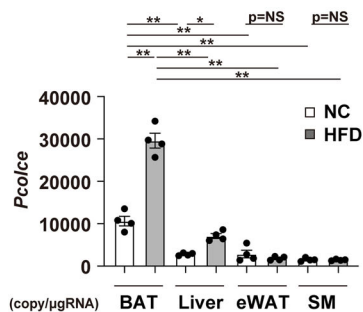 ** * p=NS p=NS
**
**
** **
**
**
40000
30000
20000
10000
0
Pcolce
NC
HFD
(copy/μgRNA) BAT Liver eWAT SM